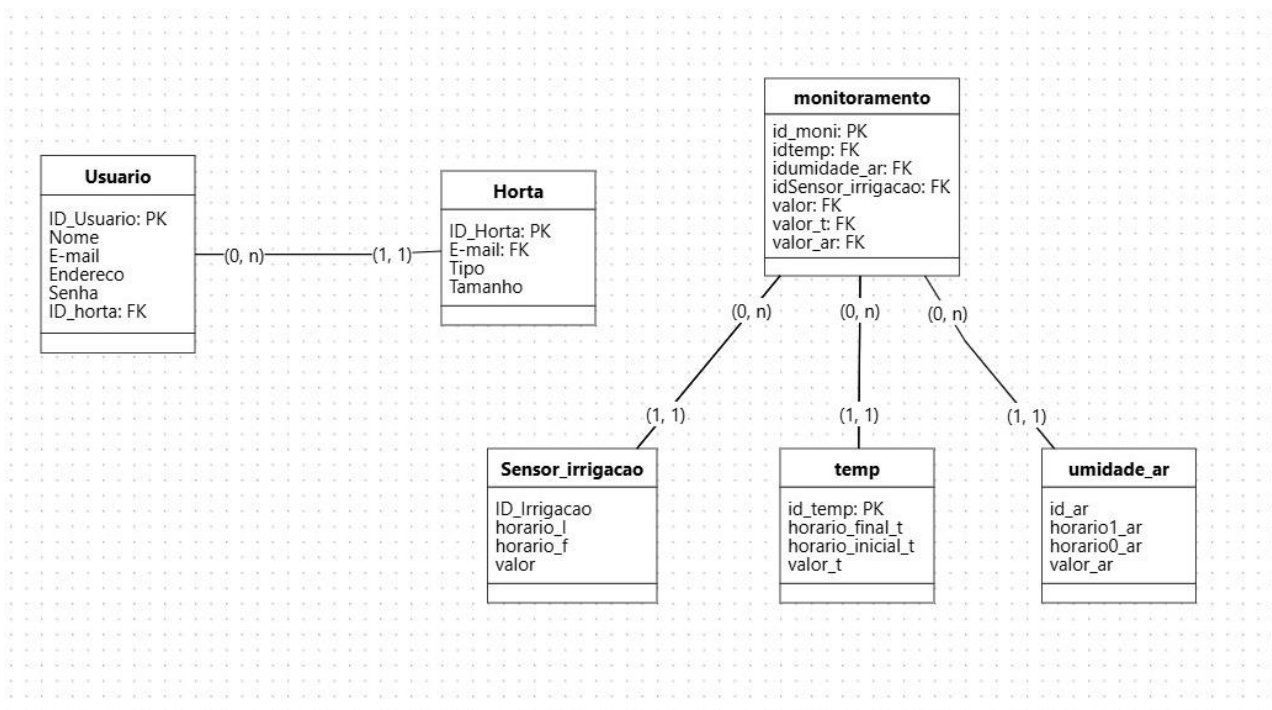 Usuario
ID_Usuario: PK
Nome
E-mail
Endereco
Senha
ID_horta: FK
(0, n)
(1, 1)
Horta
ID_Horta: PK
E-mail: FK
Tipo
Tamanho
monitoramento
id_moni: PK
idtemp: FK
idumidade_ar: FK
idSensor_irrigacao: FK
valor: FK
valor_t: FK
valor_ar: FK
(0, n)
(0, n)
(0, n)
(1, 1)
(1, 1)
(1, 1)
Sensor_irrigacao
ID_Irrigacao
horario_I
horario_f
valor
temp
id_temp: PK
horario_final_t
horario_inicial_t
valor_t
umidade_ar
id_ar
horario1_ar
horario0_ar
valor_ar